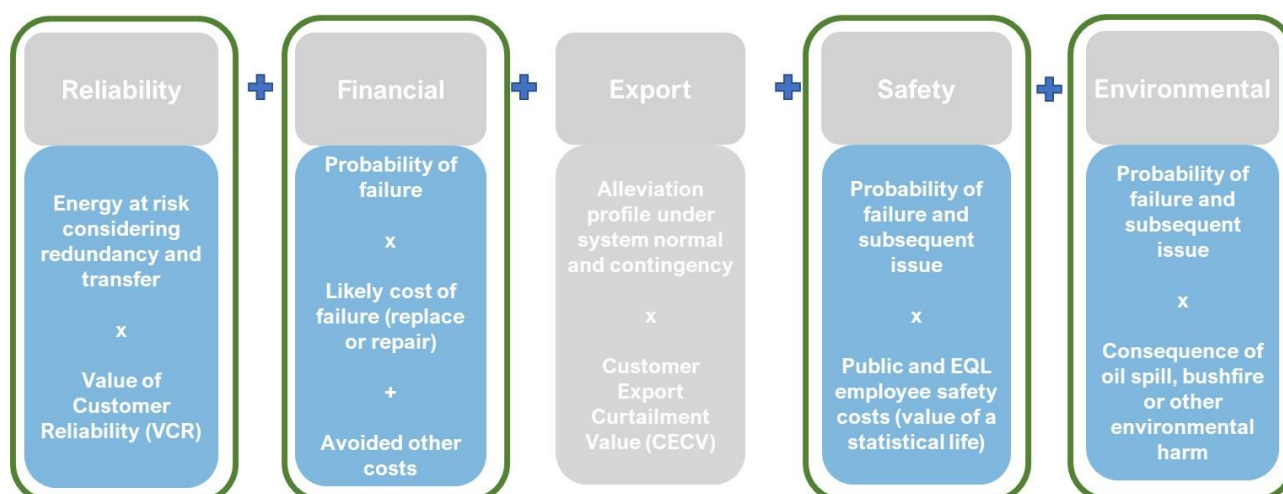 Reliability
Energy at risk
considering
redundancy and
transfer
x
Value of
Customer
Reliability (VCR)
Financial
Probability of
failure
x
Likely cost of
failure (replace
or repair)
+
Avoided other
costs
Export
Alleviation
profile under
system normal
and contingency
x
Customer
Export
Curtailment
Value (CECV)
Safety
Probability of
failure and
subsequent
issue
x
Public and EQL
employee safety
costs (value of a
statistical life)
Environmental
Probability of
failure and
subsequent
issue
x
Consequence of
oil spill, bushfire
or other
environmental
harm